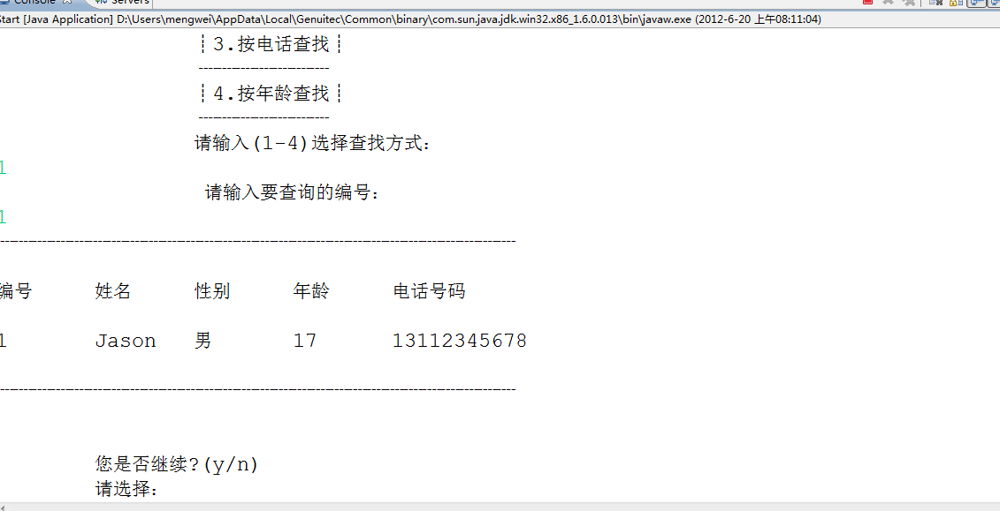 Console Servers
Start [Java Application] D:\Users\mengwei\AppData\Local\Genuitec\Common\binary\com.sun.java.jdk.win32.x86_1.6.0.013\bin\javaw.exe (2012-6-20 上午08:11:04)
┆3.按电话查找┆
----------------------------
┆4.按年龄查找┆
----------------------------
请输入(1-4)选择查找方式:
1
请输入要查询的编号:
1
--------------------------------------------------------------------------------------------------------------
编号 姓名 性别 年龄 电话号码
1 Jason 男 17 13112345678
--------------------------------------------------------------------------------------------------------------
您是否继续?(y/n)
请选择: